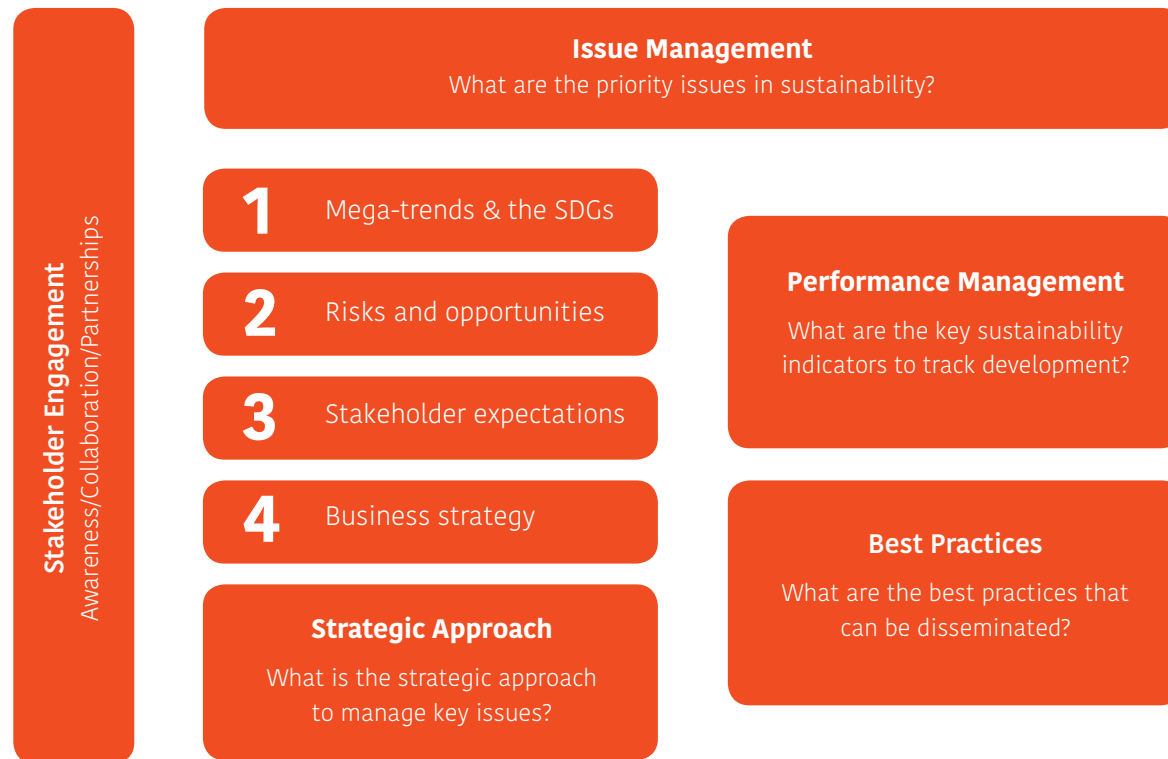 Stakeholder Engagement
Awareness/Collaboration/Partnerships
Issue Management
What are the priority issues in sustainability?
1 Mega-trends & the SDGs
2 Risks and opportunities
3 Stakeholder expectations
4 Business strategy
Strategic Approach
What is the strategic approach
to manage key issues?
Performance Management
What are the key sustainability
indicators to track development?
Best Practices
What are the best practices that
can be disseminated?